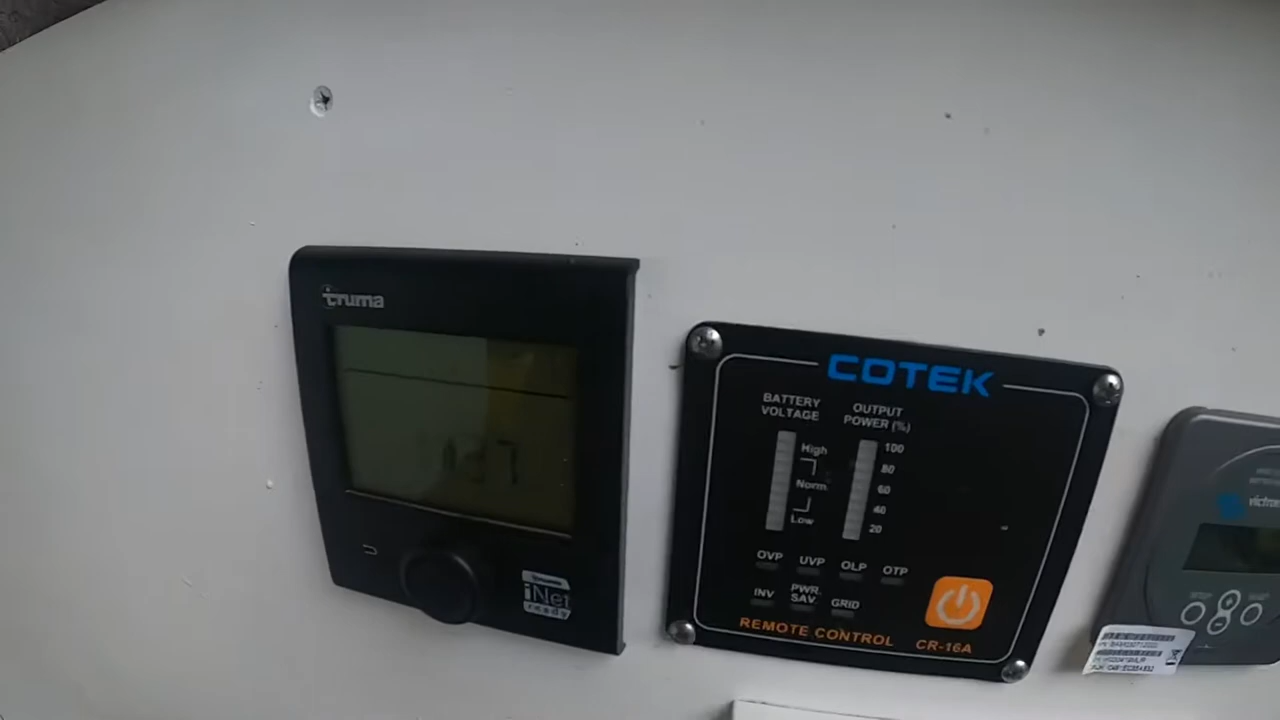 truma
iNet
ready
COTEK
BATTERY
VOLTAGE
High
Norm.
Low
OUTPUT
POWER (%)
100
80
60
40
20
OVP
UVP
OLP
OTP
INV
PWR.
SAV.
GRID
REMOTE CONTROL
CR-16A
victron